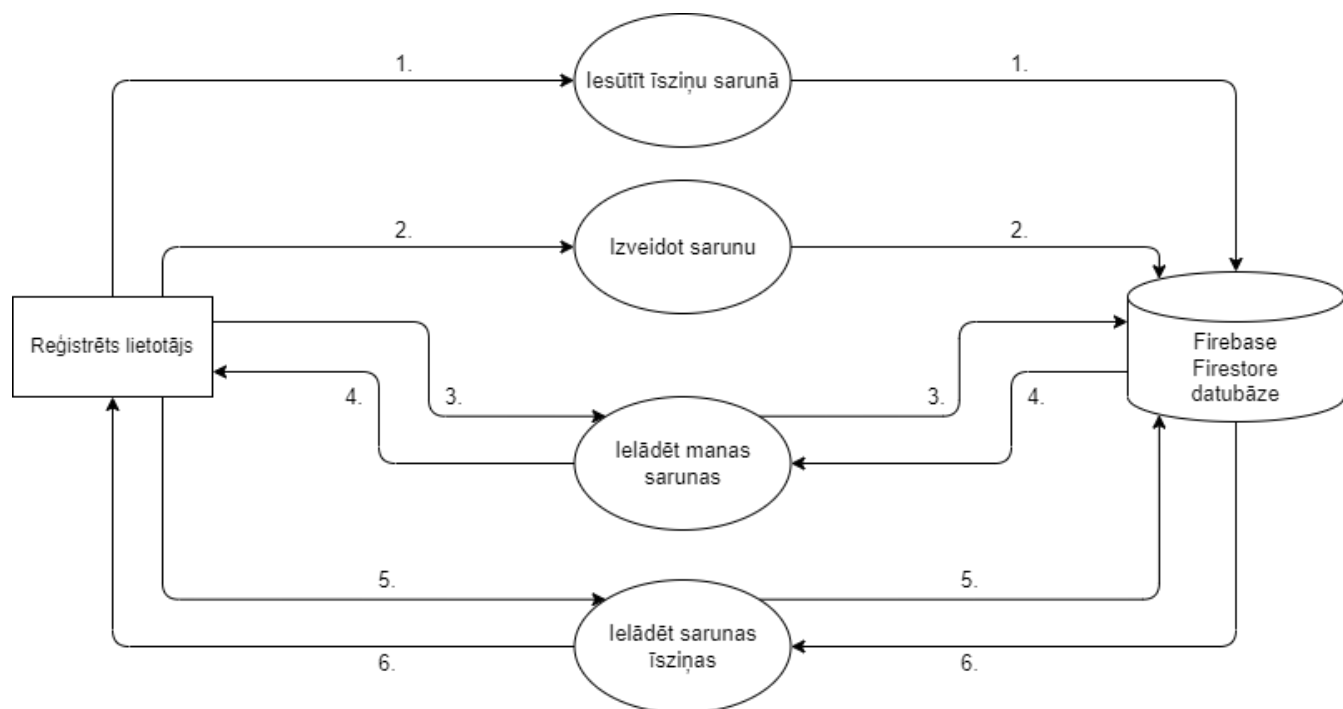 1.
1.
Iesūtīt īsziņu sarunā
2.
2.
Izveidot sarunu
Reģistrēts lietotājs
Firebase
Firestore
datubāze
3.
3.
4.
4.
Ielādēt manas
sarunas
5.
5.
Ielādēt sarunas
īsziņas
6.
6.